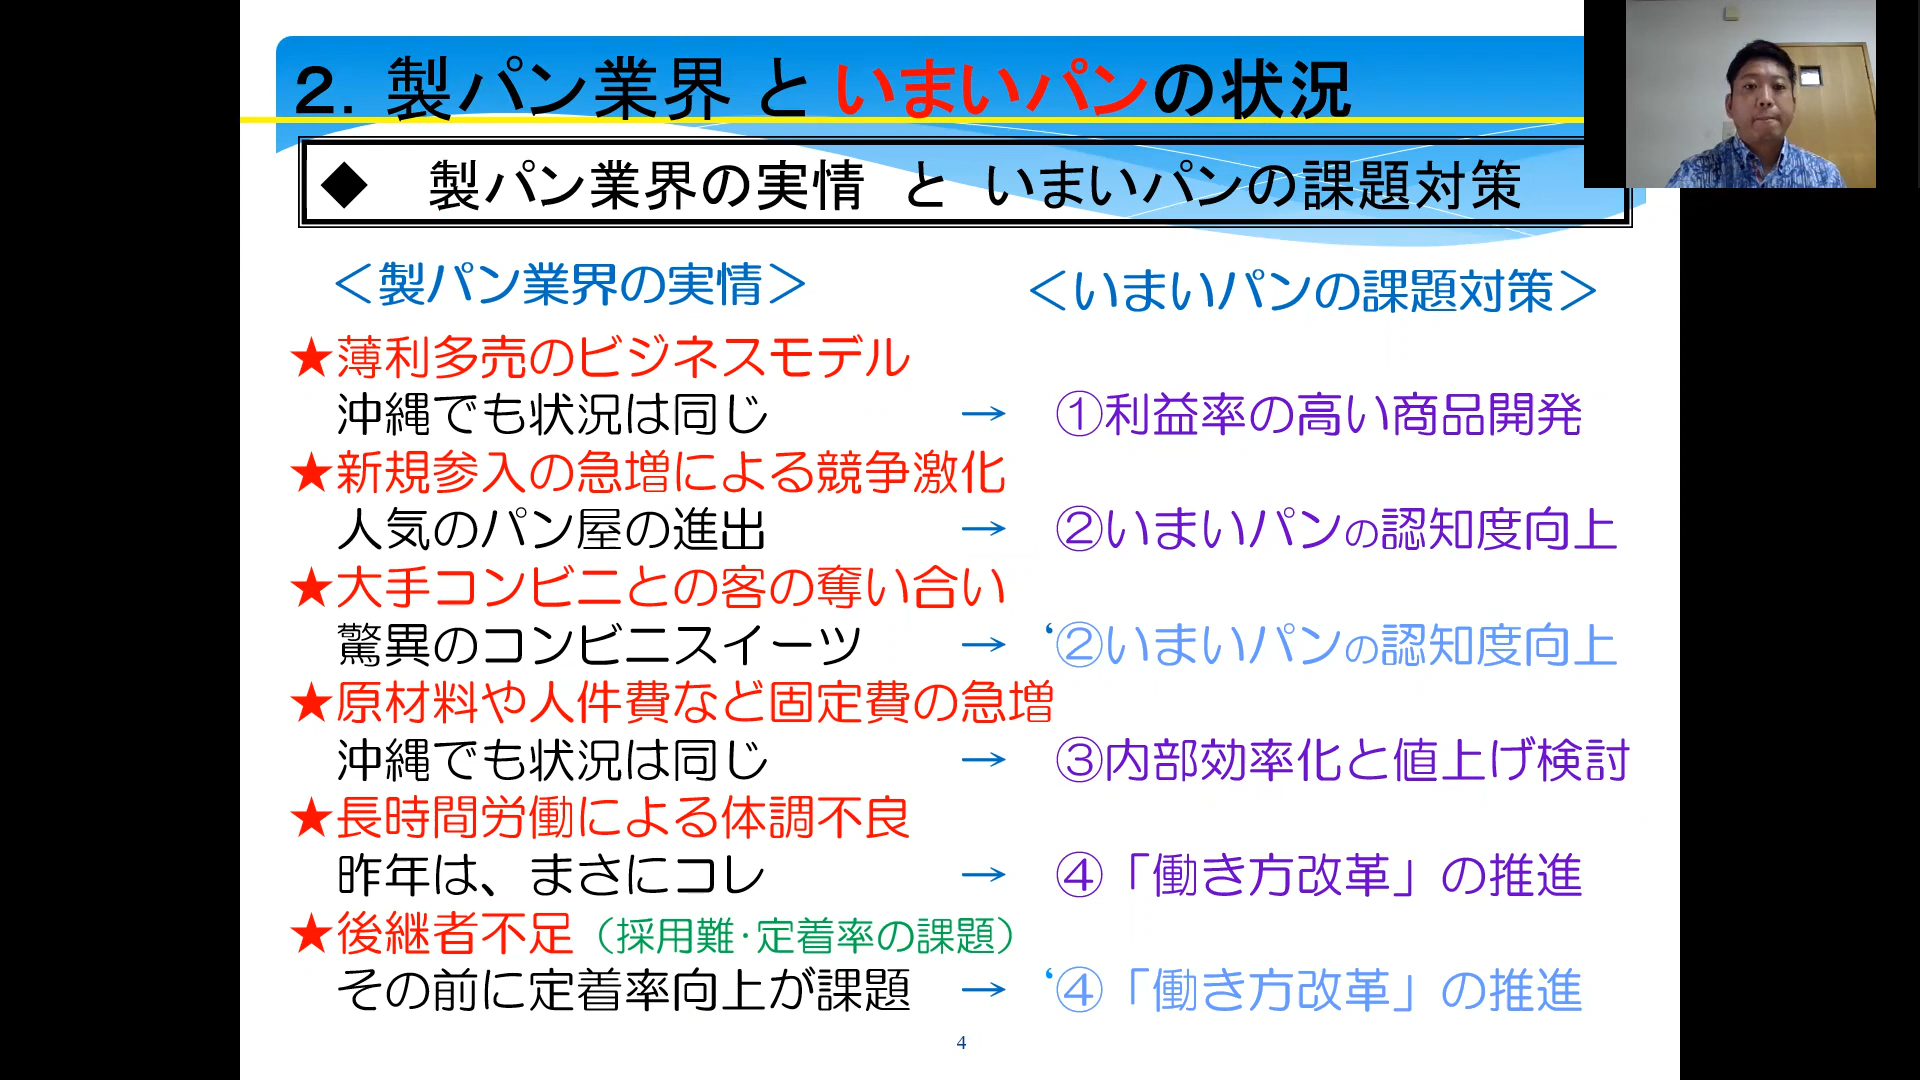 ２．製パン業界 と いまいパンの状況
◆　製パン業界の実情　と　いまいパンの課題対策
＜製パン業界の実情＞
＜いまいパンの課題対策＞
★薄利多売のビジネスモデル
沖縄でも状況は同じ → ①利益率の高い商品開発
★新規参入の急増による競争激化
人気のパン屋の進出 → ②いまいパンの認知度向上
★大手コンビニとの客の奪い合い
驚異のコンビニスイーツ → ‘②いまいパンの認知度向上
★原材料や人件費など固定費の急増
沖縄でも状況は同じ → ③内部効率化と値上げ検討
★長時間労働による体調不良
昨年は、まさにコレ → ④「働き方改革」の推進
★後継者不足（採用難･定着率の課題）
その前に定着率向上が課題 → ‘④「働き方改革」の推進
4